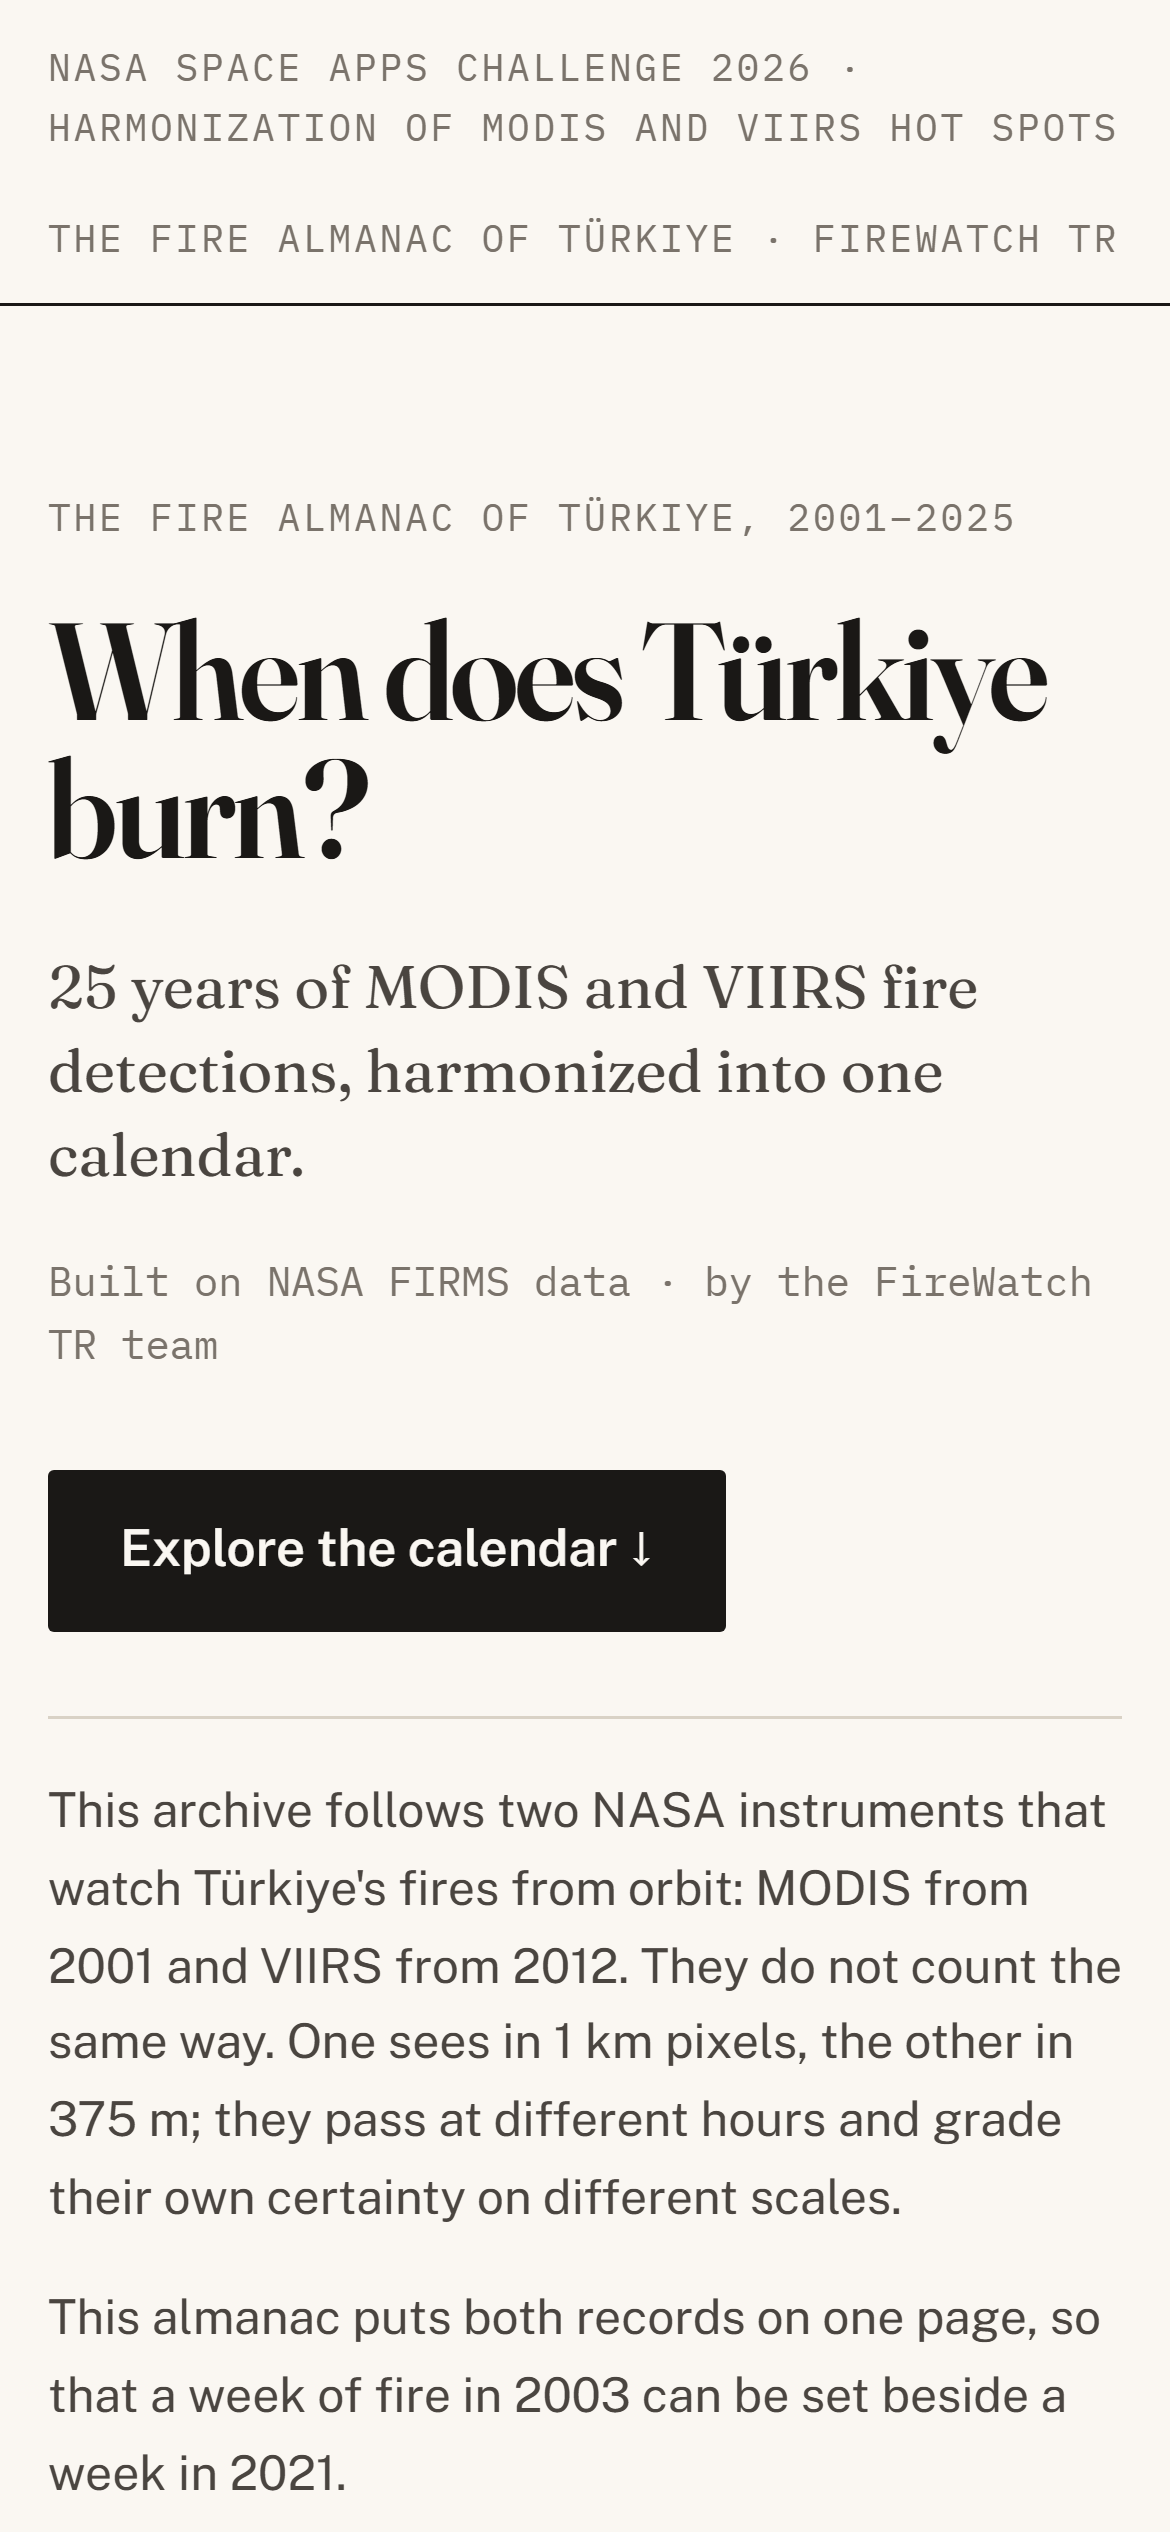 NASA SPACE APPS CHALLENGE 2026 ·
HARMONIZATION OF MODIS AND VIIRS HOT SPOTS
THE FIRE ALMANAC OF TÜRKIYE · FIREWATCH TR
THE FIRE ALMANAC OF TÜRKIYE, 2001–2025
When does Türkiye
burn?
25 years of MODIS and VIIRS fire
detections, harmonized into one
calendar.
Built on NASA FIRMS data · by the FireWatch
TR team
Explore the calendar ↓
This archive follows two NASA instruments that
watch Türkiye's fires from orbit: MODIS from
2001 and VIIRS from 2012. They do not count the
same way. One sees in 1 km pixels, the other in
375 m; they pass at different hours and grade
their own certainty on different scales.
This almanac puts both records on one page, so
that a week of fire in 2003 can be set beside a
week in 2021.